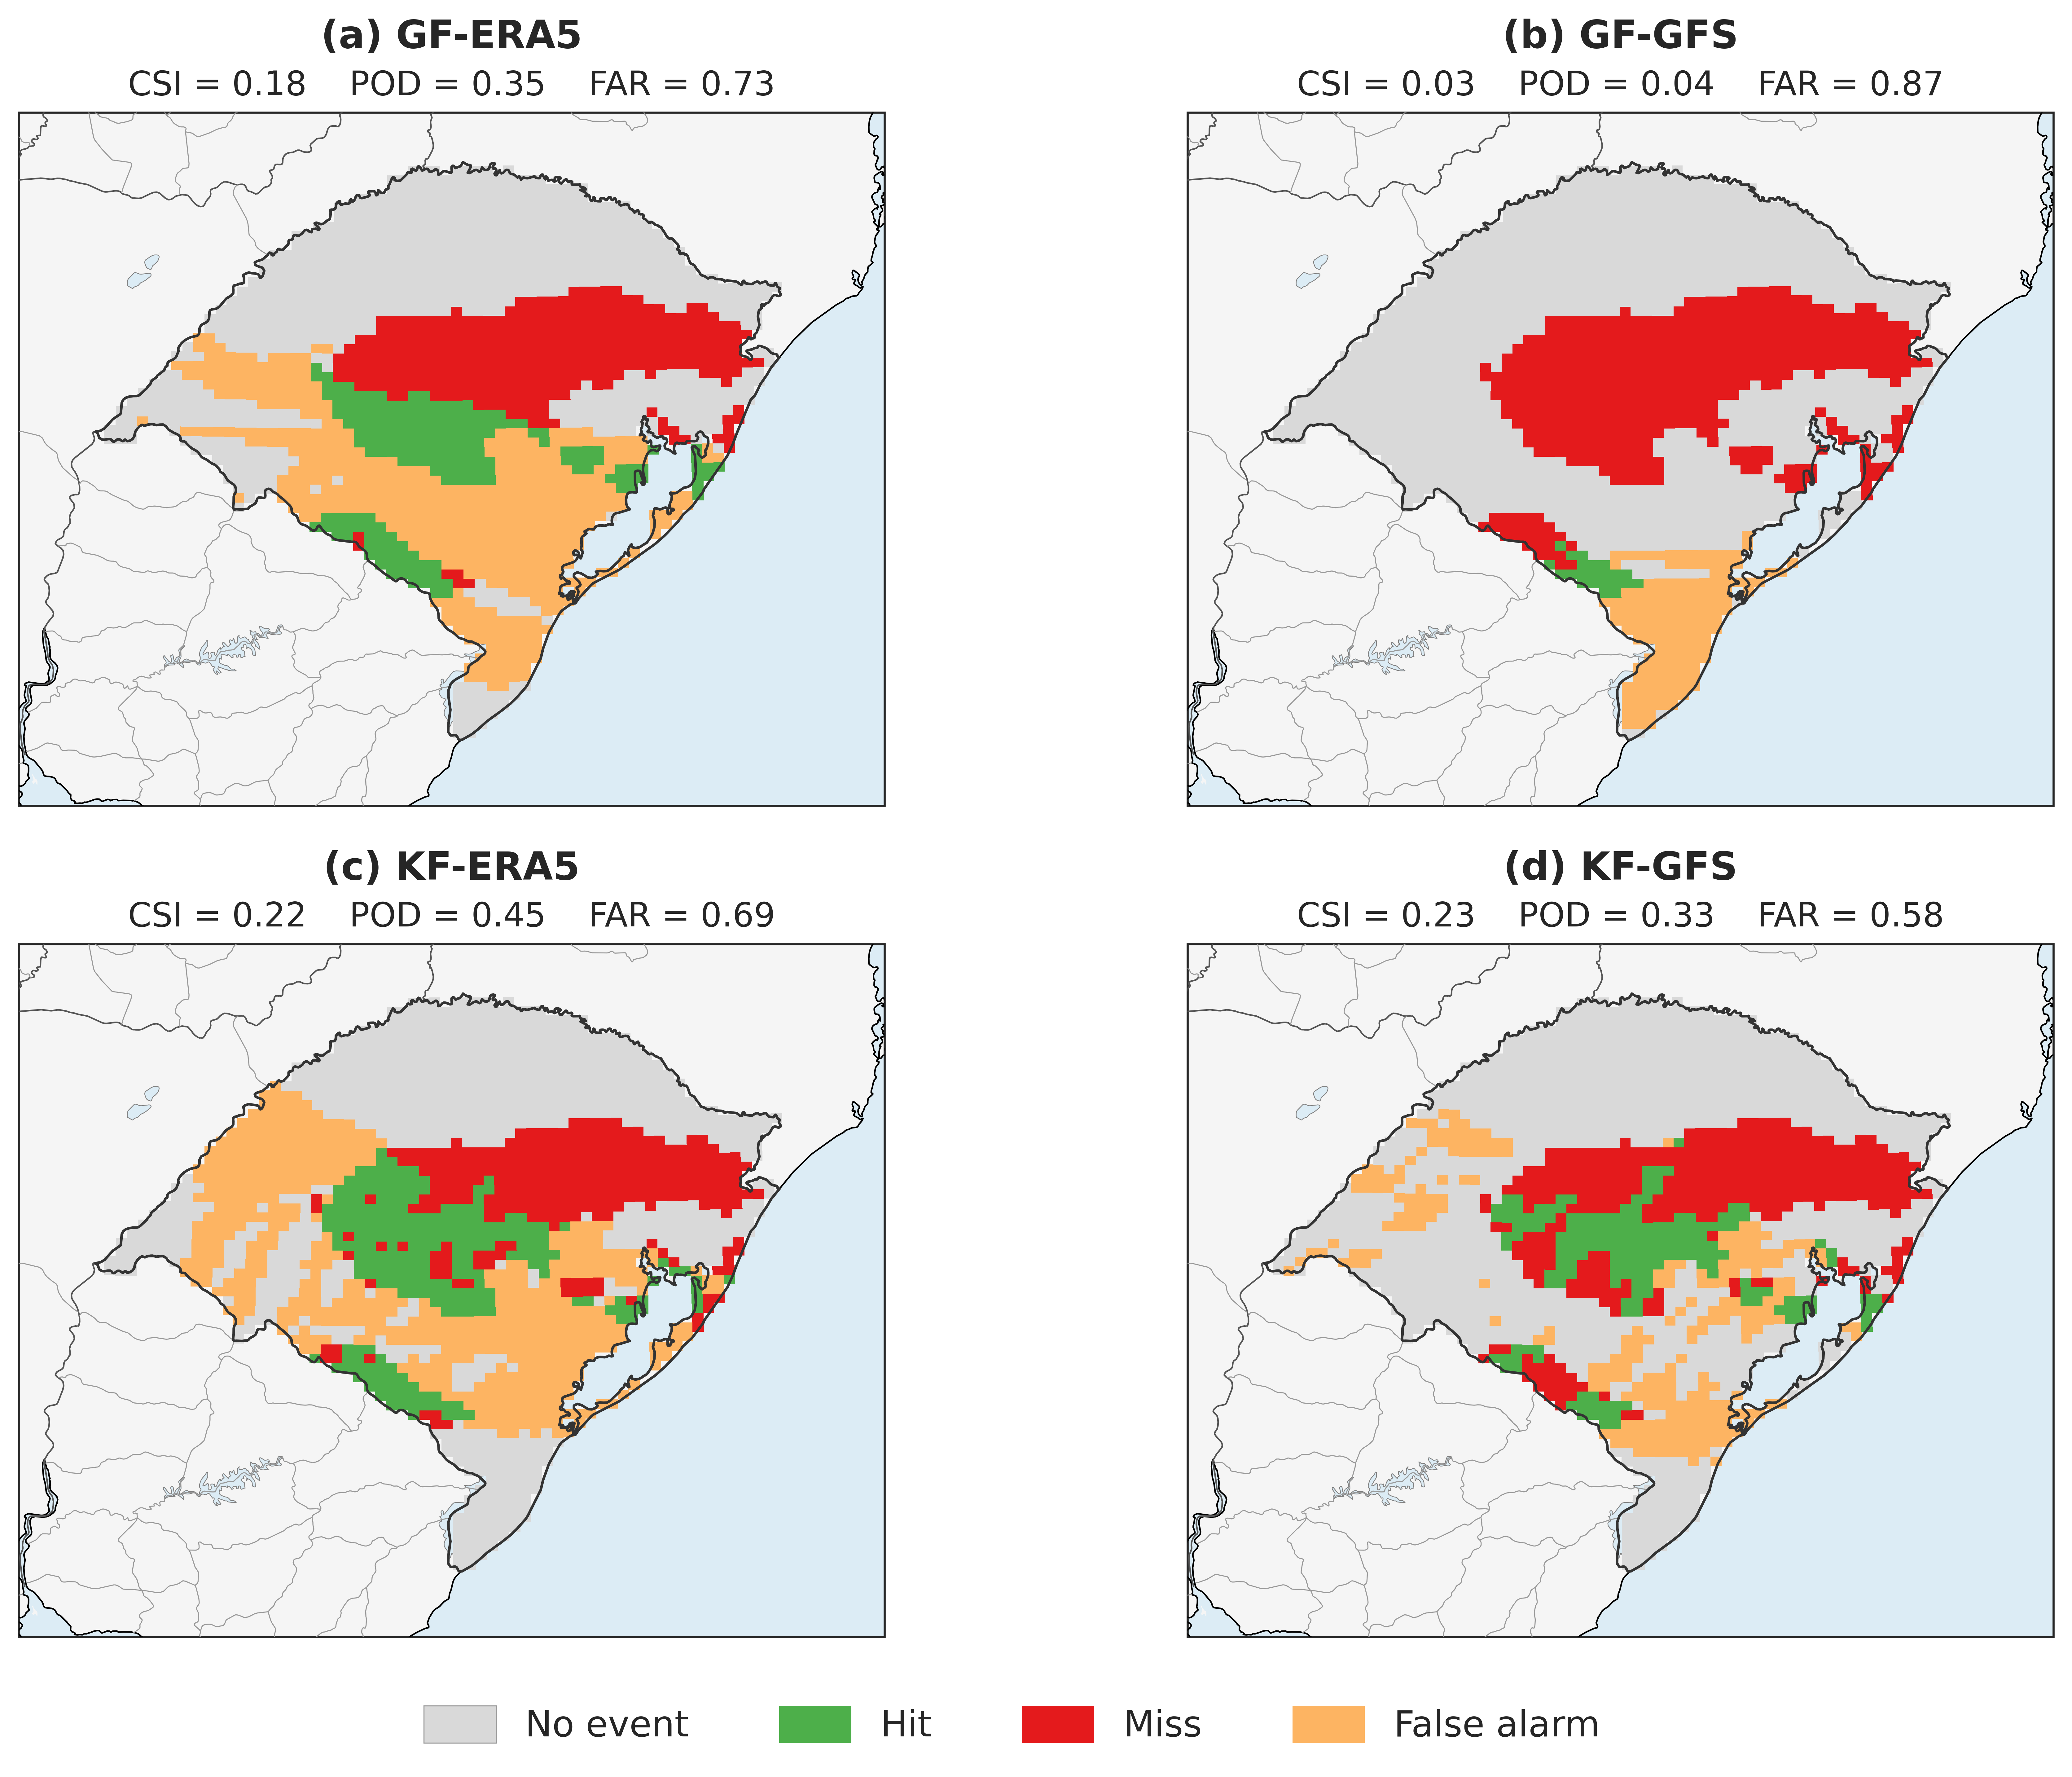 (a) GF-ERA5
CSI = 0.18 POD = 0.35 FAR = 0.73
(b) GF-GFS
CSI = 0.03 POD = 0.04 FAR = 0.87
(c) KF-ERA5
CSI = 0.22 POD = 0.45 FAR = 0.69
(d) KF-GFS
CSI = 0.23 POD = 0.33 FAR = 0.58
No event Hit Miss False alarm